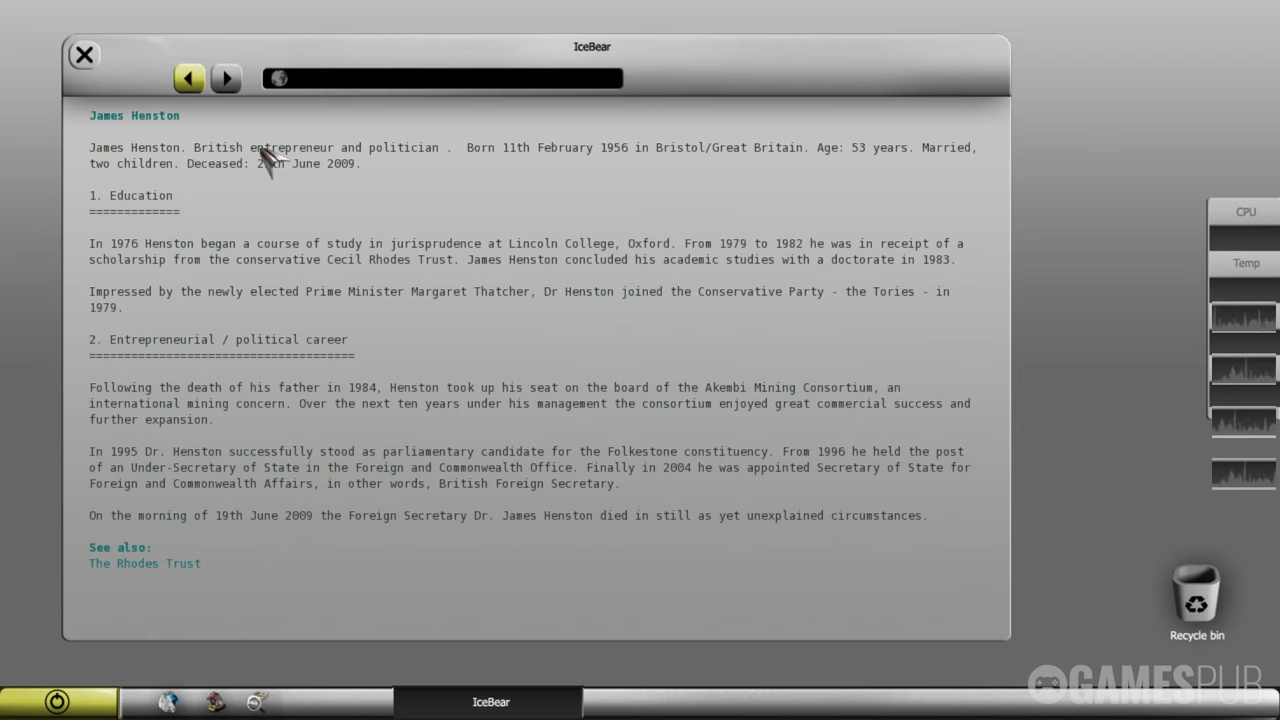 IceBear
James Henston
James Henston. British entrepreneur and politician . Born 11th February 1956 in Bristol/Great Britain. Age: 53 years. Married,
two children. Deceased: June 2009.
1. Education
=============
In 1976 Henston began a course of study in jurisprudence at Lincoln College, Oxford. From 1979 to 1982 he was in receipt of a
scholarship from the conservative Cecil Rhodes Trust. James Henston concluded his academic studies with a doctorate in 1983.
Impressed by the newly elected Prime Minister Margaret Thatcher, Dr Henston joined the Conservative Party - the Tories - in
1979.
2. Entrepreneurial / political career
======================================
Following the death of his father in 1984, Henston took up his seat on the board of the Akembi Mining Consortium, an
international mining concern. Over the next ten years under his management the consortium enjoyed great commercial success and
further expansion.
In 1995 Dr. Henston successfully stood as parliamentary candidate for the Folkestone constituency. From 1996 he held the post
of an Under-Secretary of State in the Foreign and Commonwealth Office. Finally in 2004 he was appointed Secretary of State for
Foreign and Commonwealth Affairs, in other words, British Foreign Secretary.
On the morning of 19th June 2009 the Foreign Secretary Dr. James Henston died in still as yet unexplained circumstances.
See also:
The Rhodes Trust
CPU
Temp
Recycle bin
IceBear
GAMESPUB